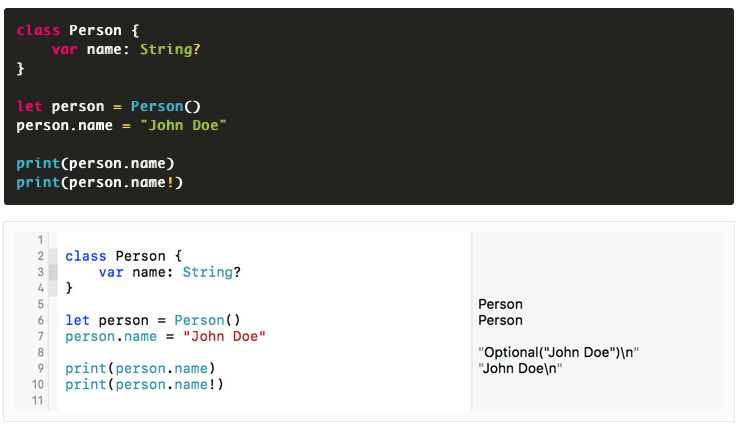 class Person {
    var name: String?
}
let person = Person()
person.name = "John Doe"
print(person.name)
print(person.name!)
1
2 class Person {
3     var name: String?
4 }
5 Person
6 let person = Person() Person
7 person.name = "John Doe"
8 "Optional("John Doe")\n"
9 print(person.name) "John Doe\n"
10 print(person.name!)
11